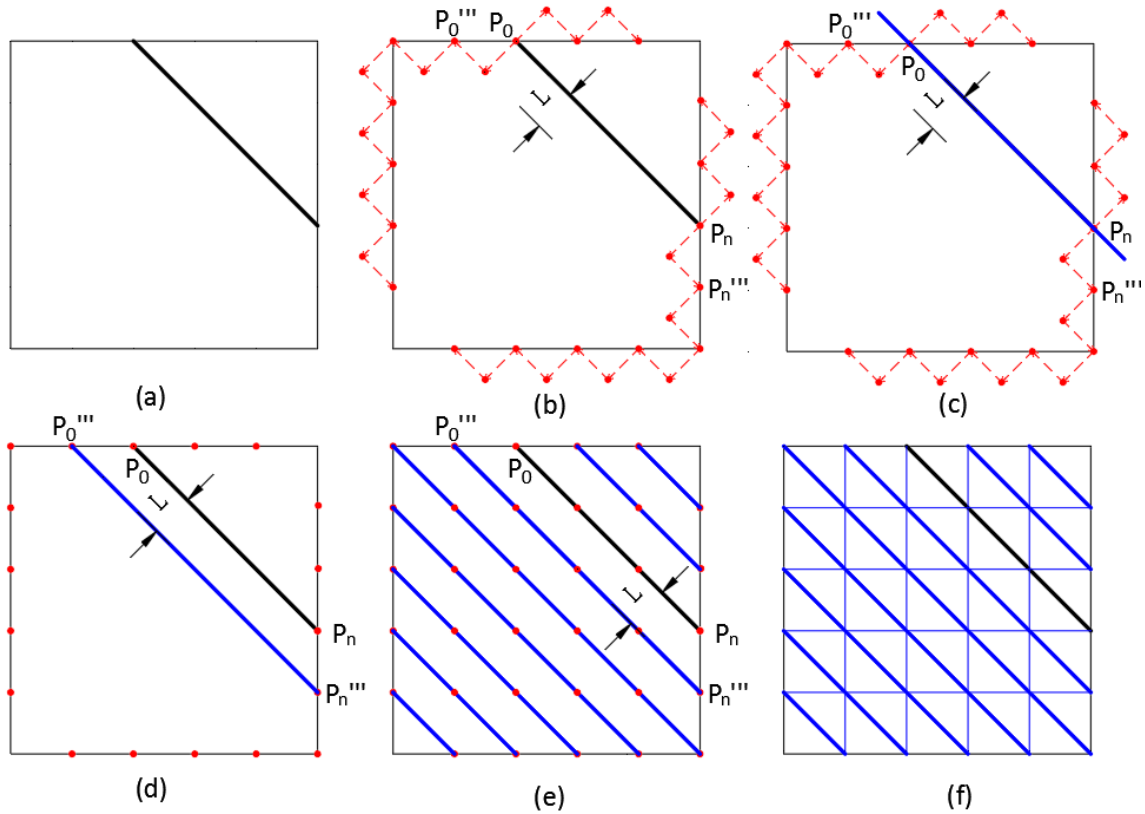 P₀''' P₀
L
Pₙ
Pₙ'''
(a)
(b)
P₀'''
P₀
L
Pₙ
Pₙ'''
(c)
P₀'''
P₀
L
Pₙ
Pₙ'''
(d)
P₀'''
P₀
L
Pₙ
Pₙ'''
(e)
(f)